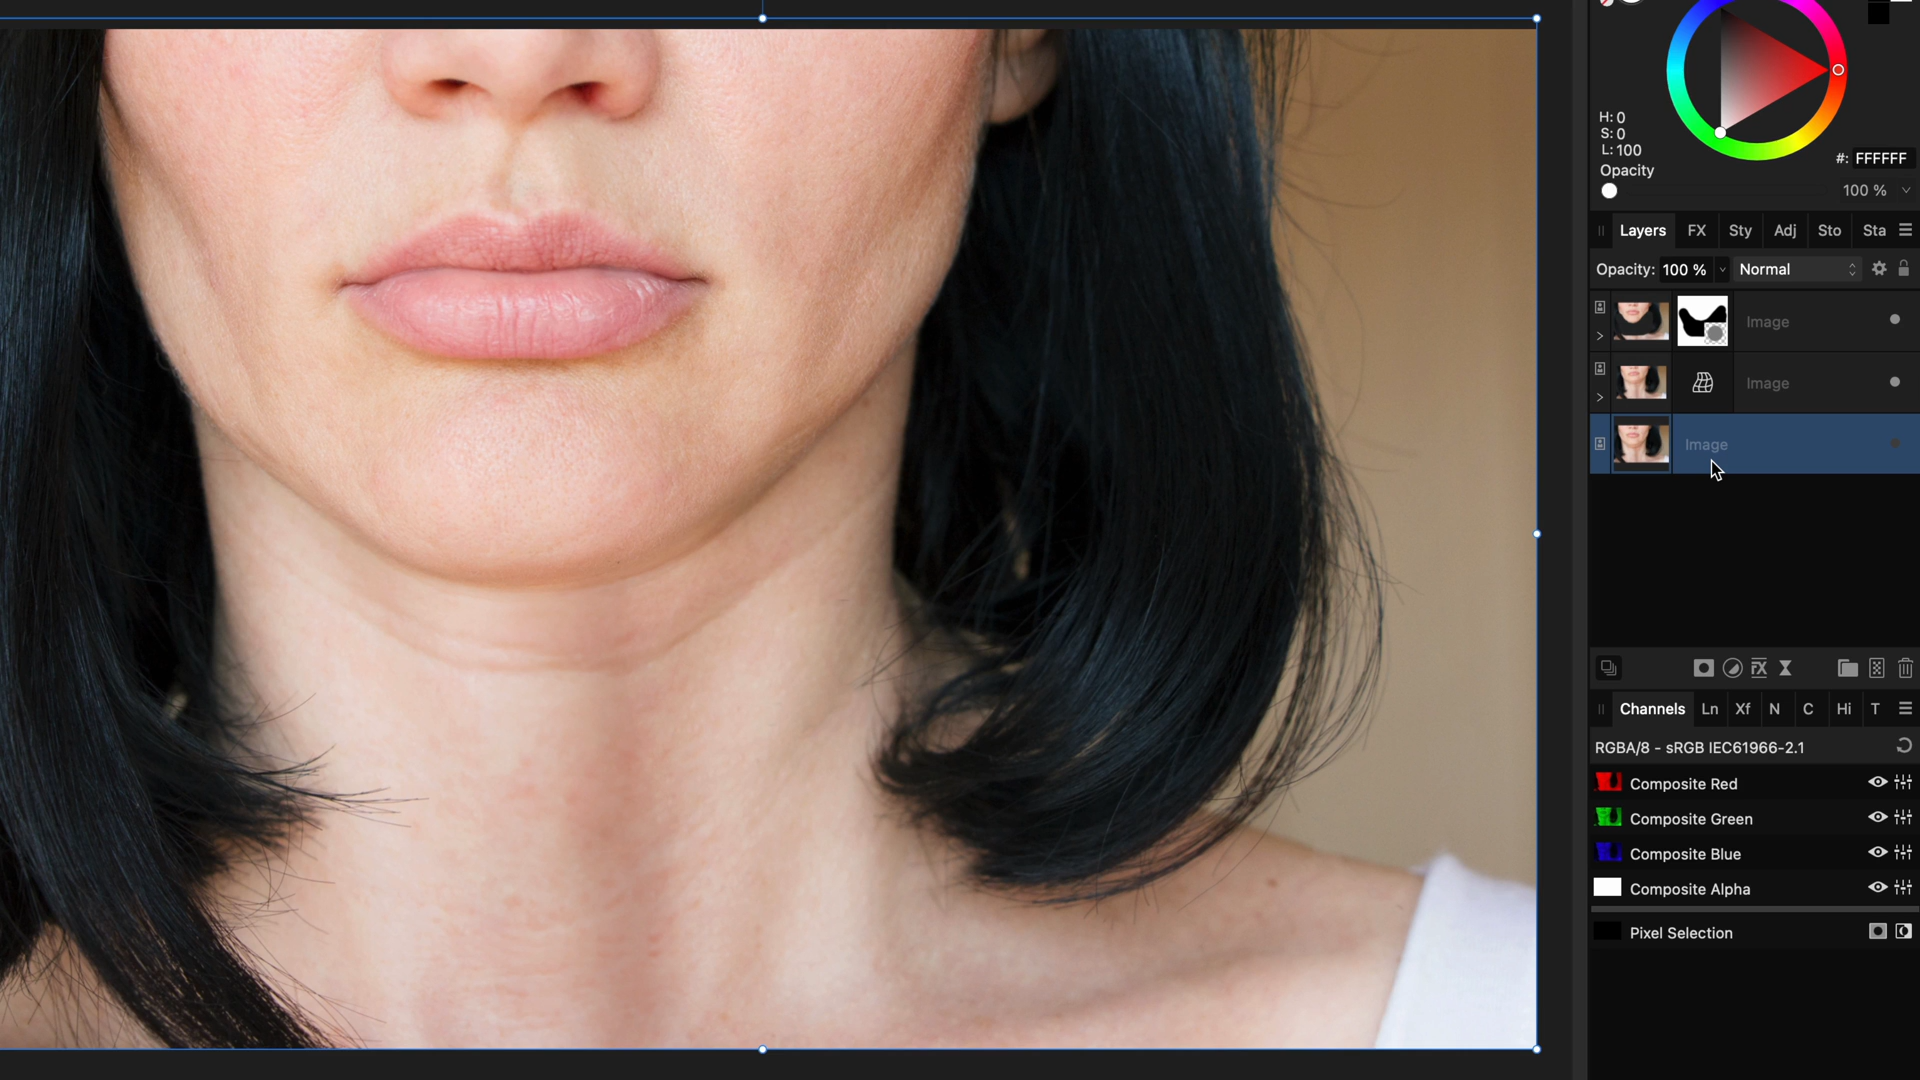 H: 0
S: 0
L: 100
#: FFFFFF
Opacity
100 %
Layers FX Sty Adj Sto Sta
Opacity: 100 % Normal
Image
Image
Image
FX
Channels Ln Xf N C Hi T
RGBA/8 - sRGB IEC61966-2.1
Composite Red
Composite Green
Composite Blue
Composite Alpha
Pixel Selection